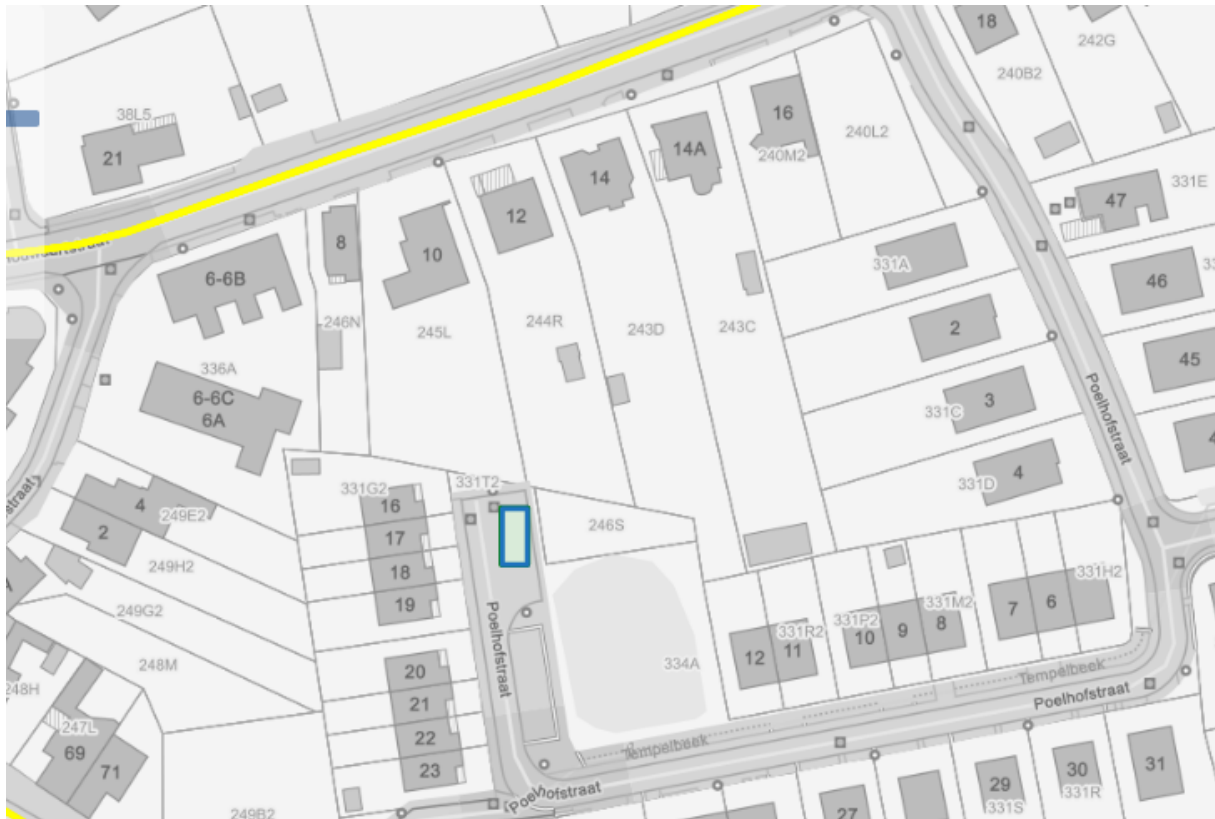 18
242G
240B2
38L5
21
16
240L2
14A
240M2
14
331E
47
12
8
10
331A
46
6-6B
246N
245L
244R
243D
243C
2
45
336A
6-6C
6A
3
331C
Poelhofstraat
4
331D
331T2
331G2
16
246S
4
249E2
17
2
18
331H2
249H2
19
7
6
249G2
331M2
331P2
8
331R2
9
10
11
12
Poelhofstraat
334A
248M
20
Tempelbeek
248H
21
Poelhofstraat
247L
22
Tempelbeek
69
71
23
31
30
29
Poelhofstraat
331R
331S
27
249B2